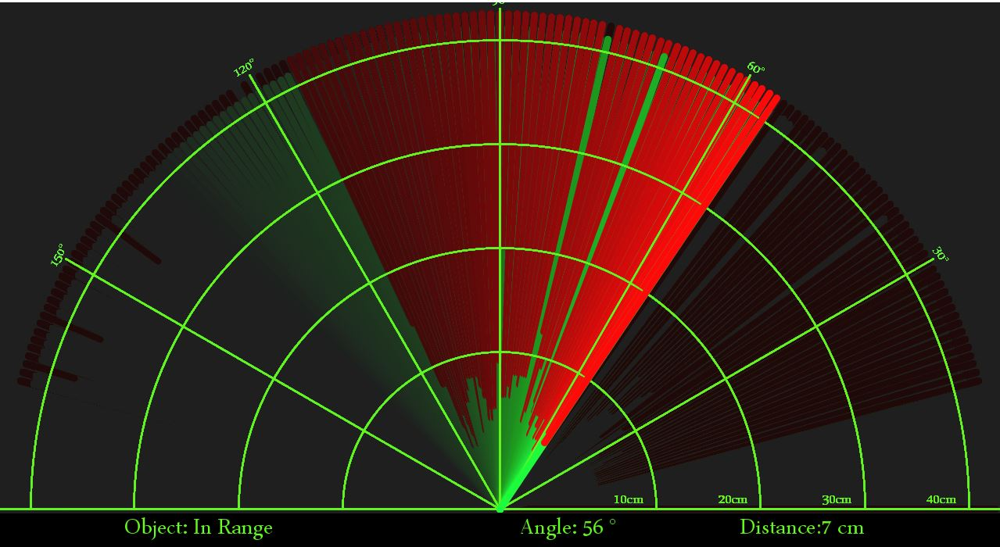 120°
60°
150°
30°
10cm
20cm
30cm
40cm
Object: In Range
Angle: 56 °
Distance:7 cm